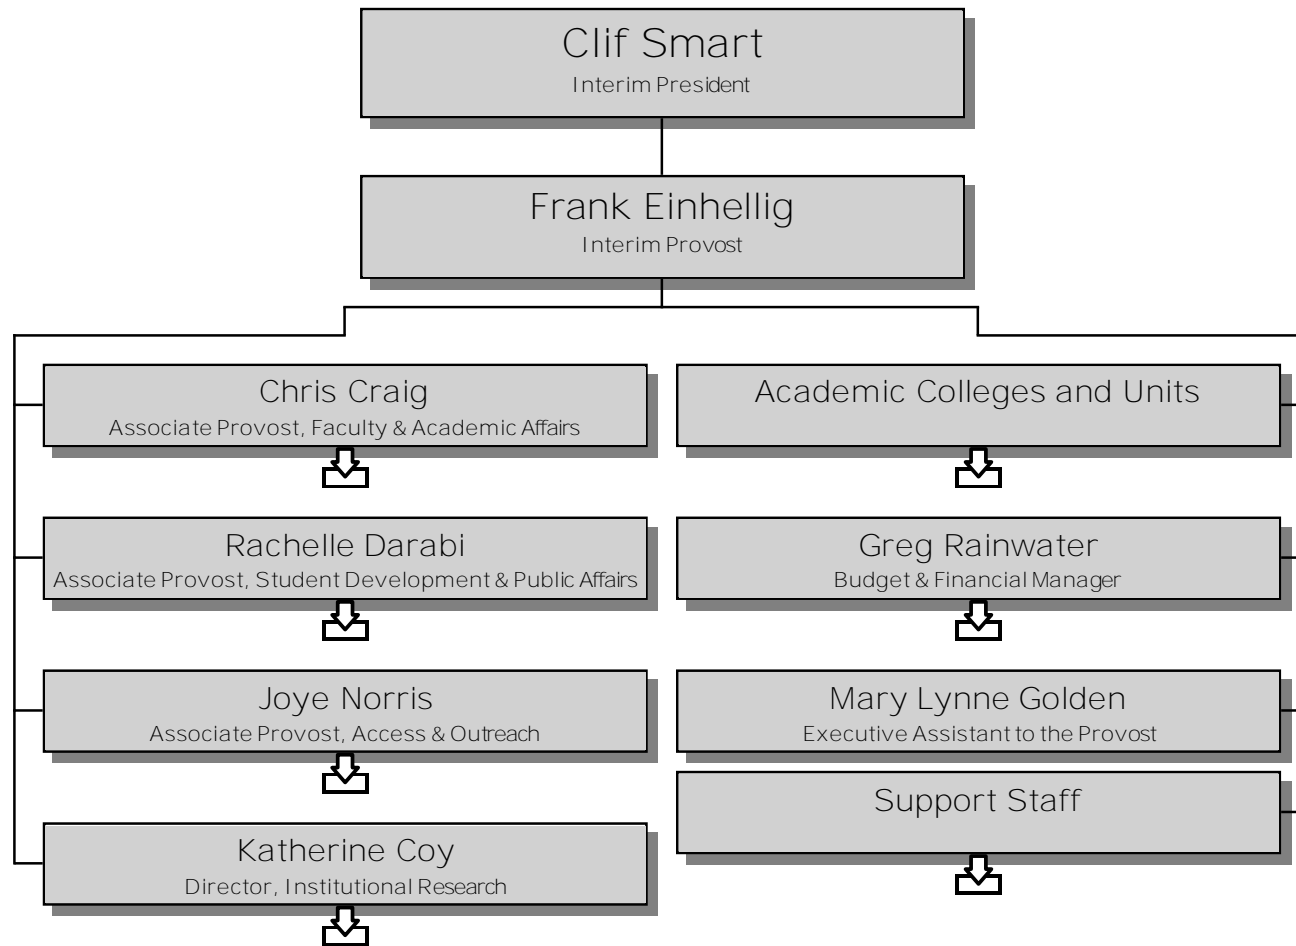 Clif Smart
Interim President
Frank Einhellig
Interim Provost
Chris Craig
Associate Provost, Faculty & Academic Affairs
Rachelle Darabi
Associate Provost, Student Development & Public Affairs
Joye Norris
Associate Provost, Access & Outreach
Katherine Coy
Director, Institutional Research
Academic Colleges and Units
Greg Rainwater
Budget & Financial Manager
Mary Lynne Golden
Executive Assistant to the Provost
Support Staff